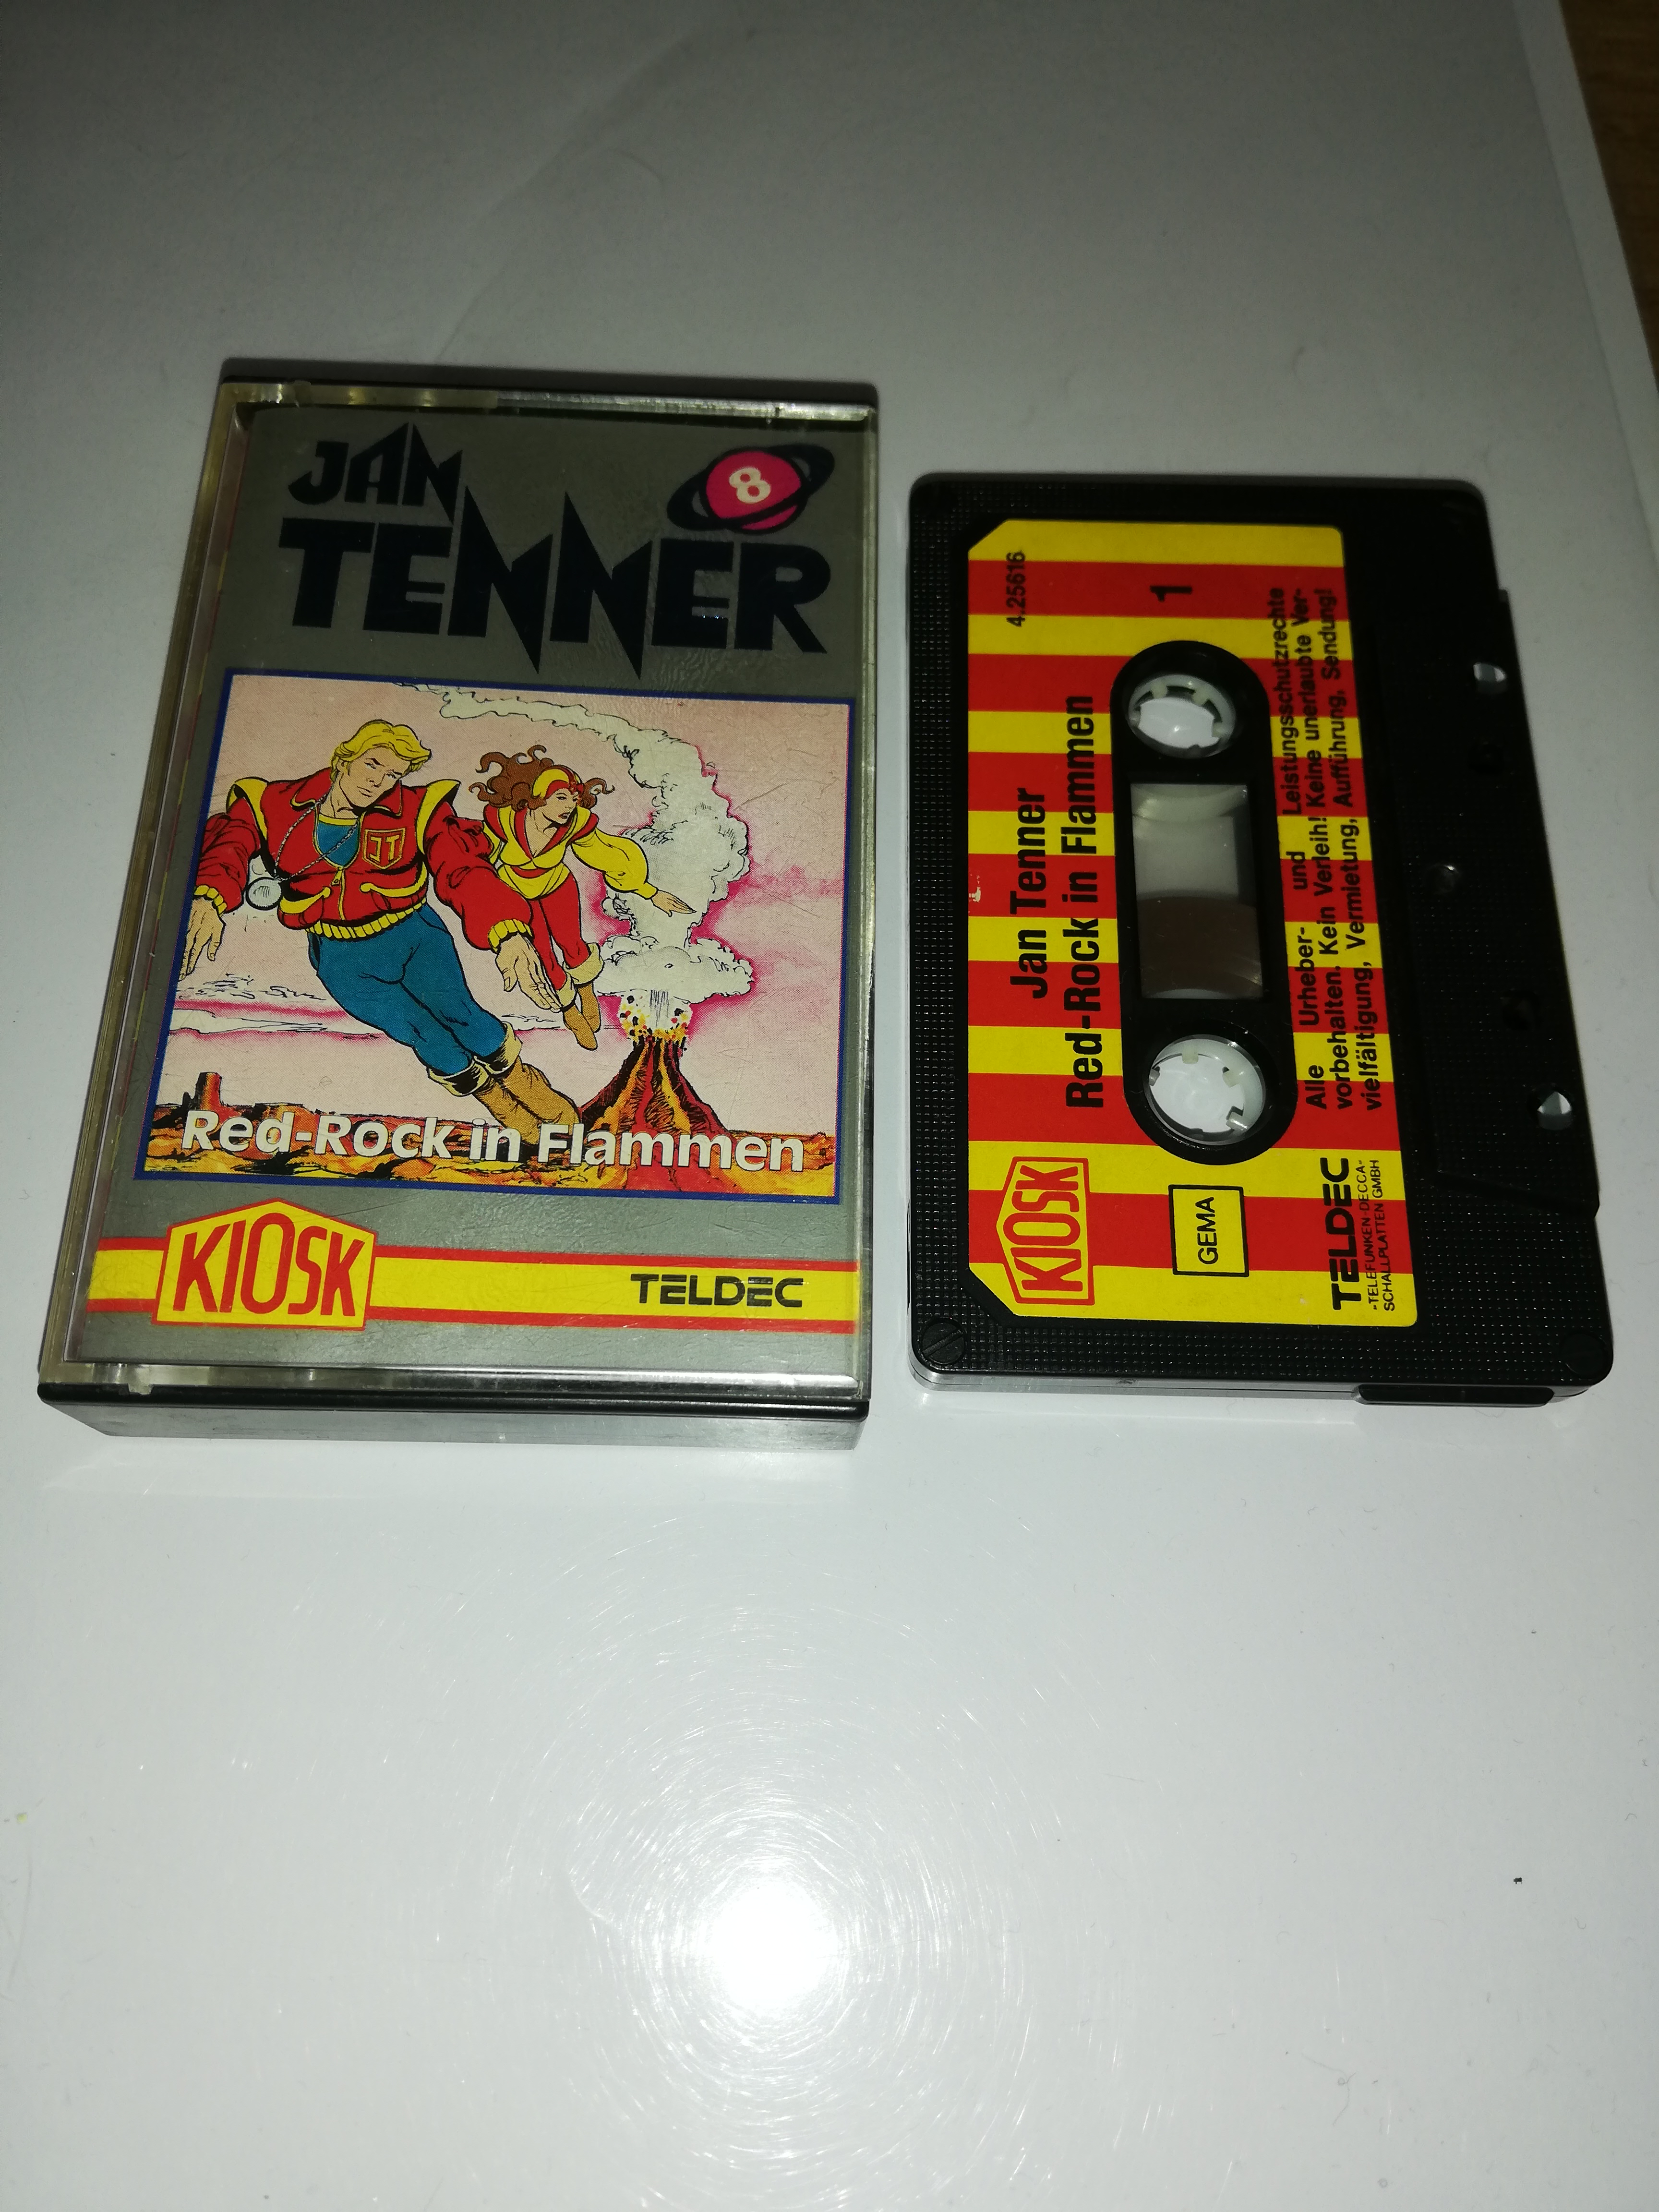 JAN
TENNER
8
JT
Red-Rock in Flammen
KIOSK
TELDEC
4.25616
1
Jan Tenner
Red-Rock in Flammen
KIOSK
GEMA
Alle Urheber- und Leistungsschutzrechte
vorbehalten. Kein Verleih! Keine unerlaubte Ver-
vielfältigung, Vermietung, Aufführung, Sendung!
TELDEC
»TELEFUNKEN-DECCA«
SCHALLPLATTEN GMBH